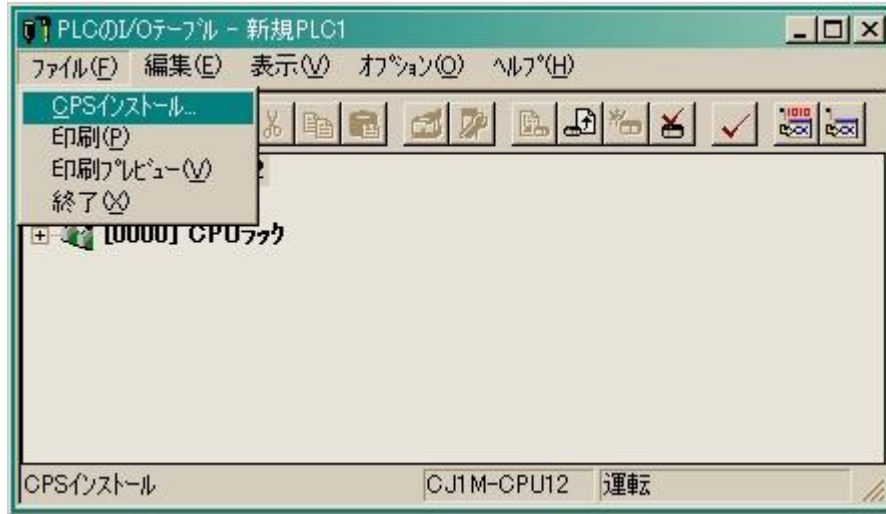 PLCのI/Oテーブル - 新規PLC1
ファイル(F) 編集(E) 表示(V) オプション(O) ヘルプ(H)
CPSインストール...
印刷(P)
印刷プレビュー(V)
終了(X)
[0000] CPUラック
CPSインストール CJ1M-CPU12 運転